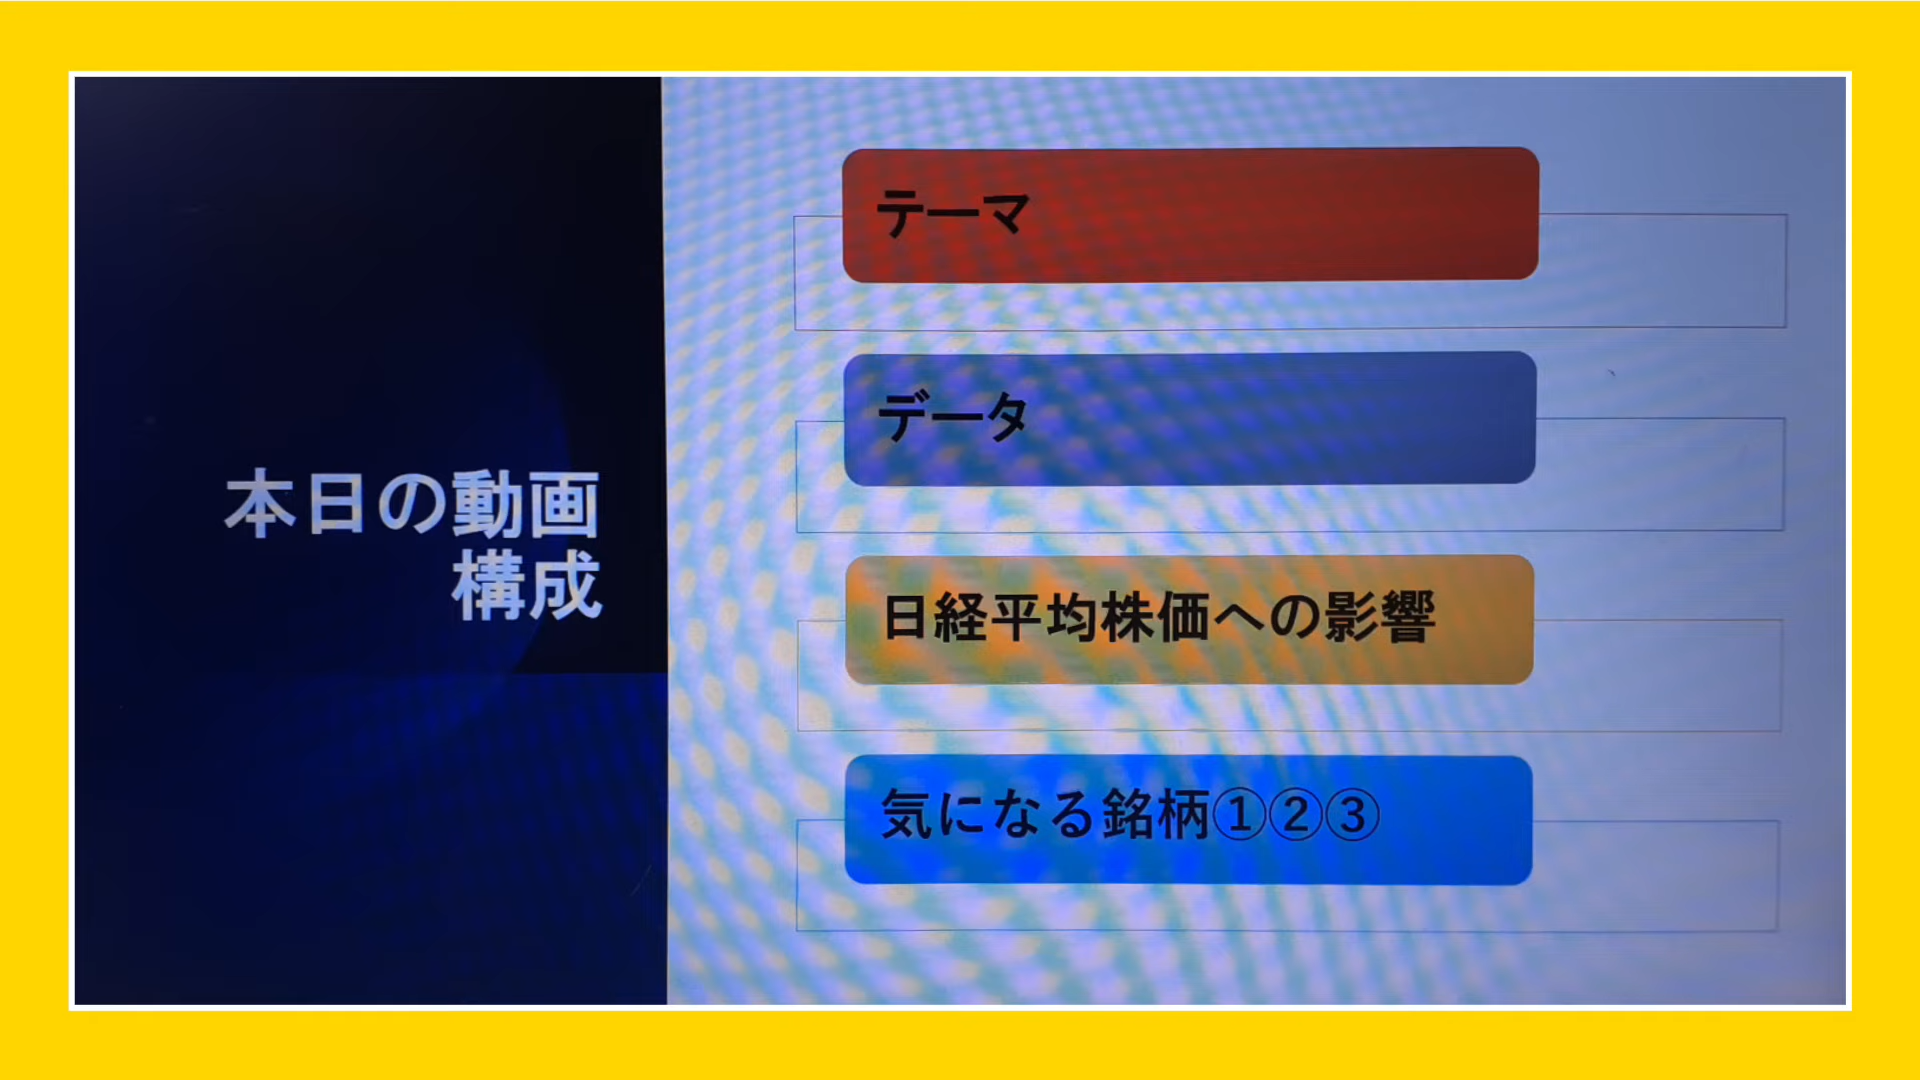 本日の動画
構成
テーマ
データ
日経平均株価への影響
気になる銘柄①②③